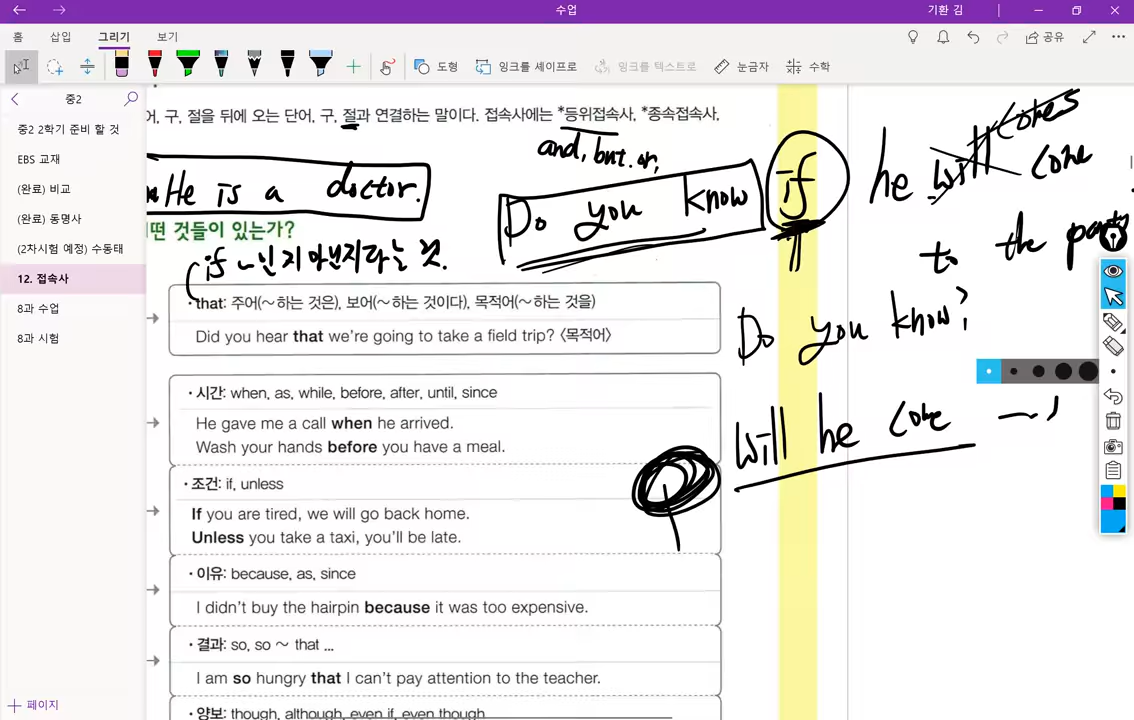 수업
기환 김
홈 삽입 그리기 보기
도형 잉크를 셰이프로 잉크를 텍스트로 눈금자 수학 공유
중2
중2 2학기 준비 할 것
EBS 교재
(완료) 비교
(완료) 동명사
(2차시험 예정) 수동태
12. 접속사
8과 수업
8과 시험
페이지
어, 구, 절을 뒤에 오는 단어, 구, 절과 연결하는 말이다. 접속사에는 *등위접속사, *종속접속사,
and, but, or,
He is a doctor.
Do you know if he will comes come
to the party
떤 것들이 있는가?
if ~인지 아닌지라는 것.
• that: 주어(~하는 것은), 보어(~하는 것이다), 목적어(~하는 것을)
Did you hear that we're going to take a field trip? <목적어>
Do you know?
Will he come
• 시간: when, as, while, before, after, until, since
He gave me a call when he arrived.
Wash your hands before you have a meal.
• 조건: if, unless
If you are tired, we will go back home.
Unless you take a taxi, you'll be late.
• 이유: because, as, since
I didn't buy the hairpin because it was too expensive.
• 결과: so, so ~ that ...
I am so hungry that I can't pay attention to the teacher.
• 양보: though, although, even if, even though